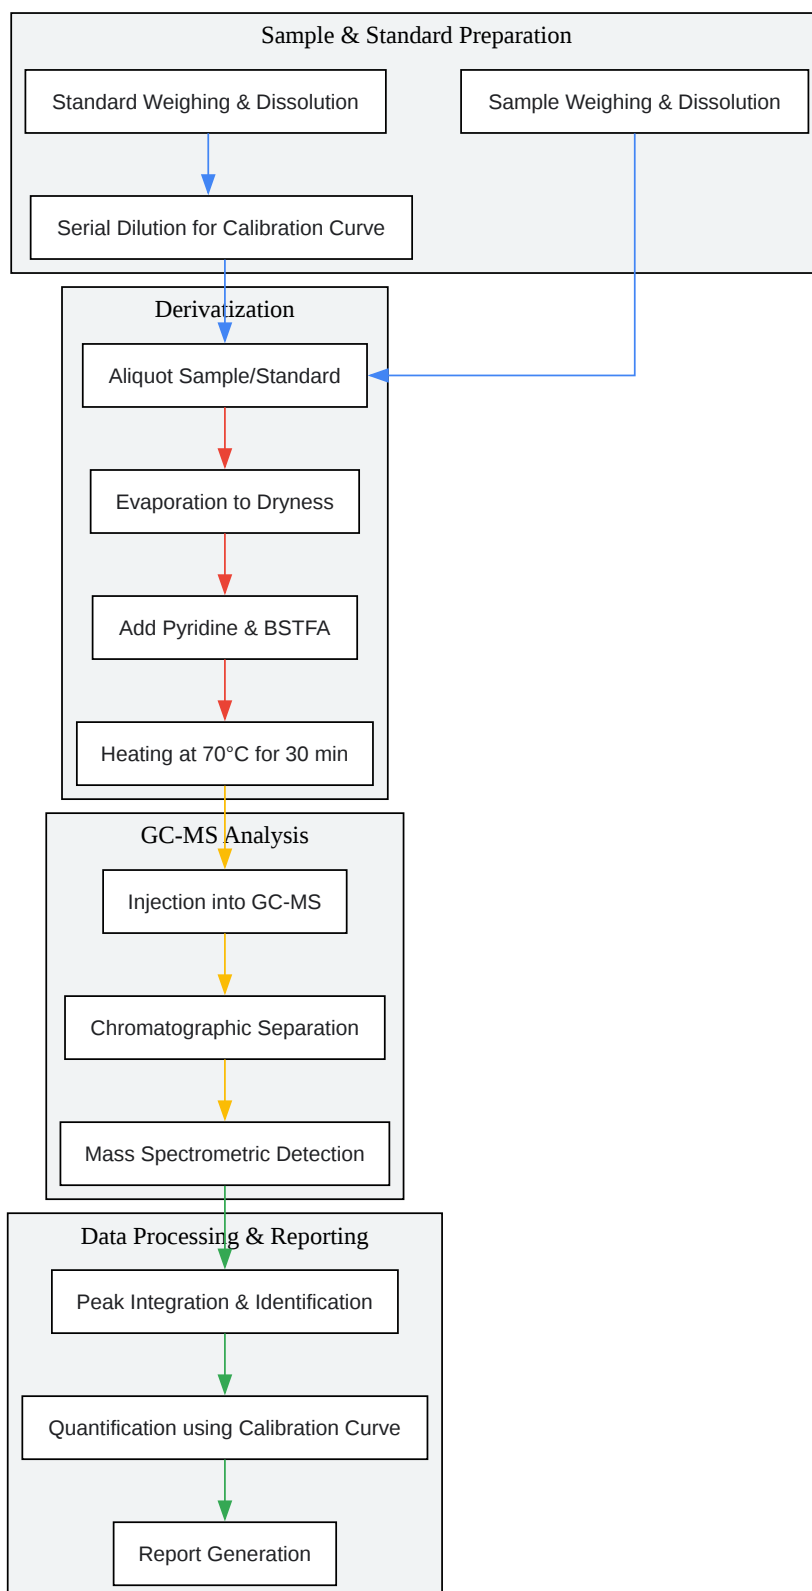 Sample & Standard Preparation
Standard Weighing & Dissolution
Sample Weighing & Dissolution
Serial Dilution for Calibration Curve
Derivatization
Aliquot Sample/Standard
Evaporation to Dryness
Add Pyridine & BSTFA
Heating at 70°C for 30 min
GC-MS Analysis
Injection into GC-MS
Chromatographic Separation
Mass Spectrometric Detection
Data Processing & Reporting
Peak Integration & Identification
Quantification using Calibration Curve
Report Generation